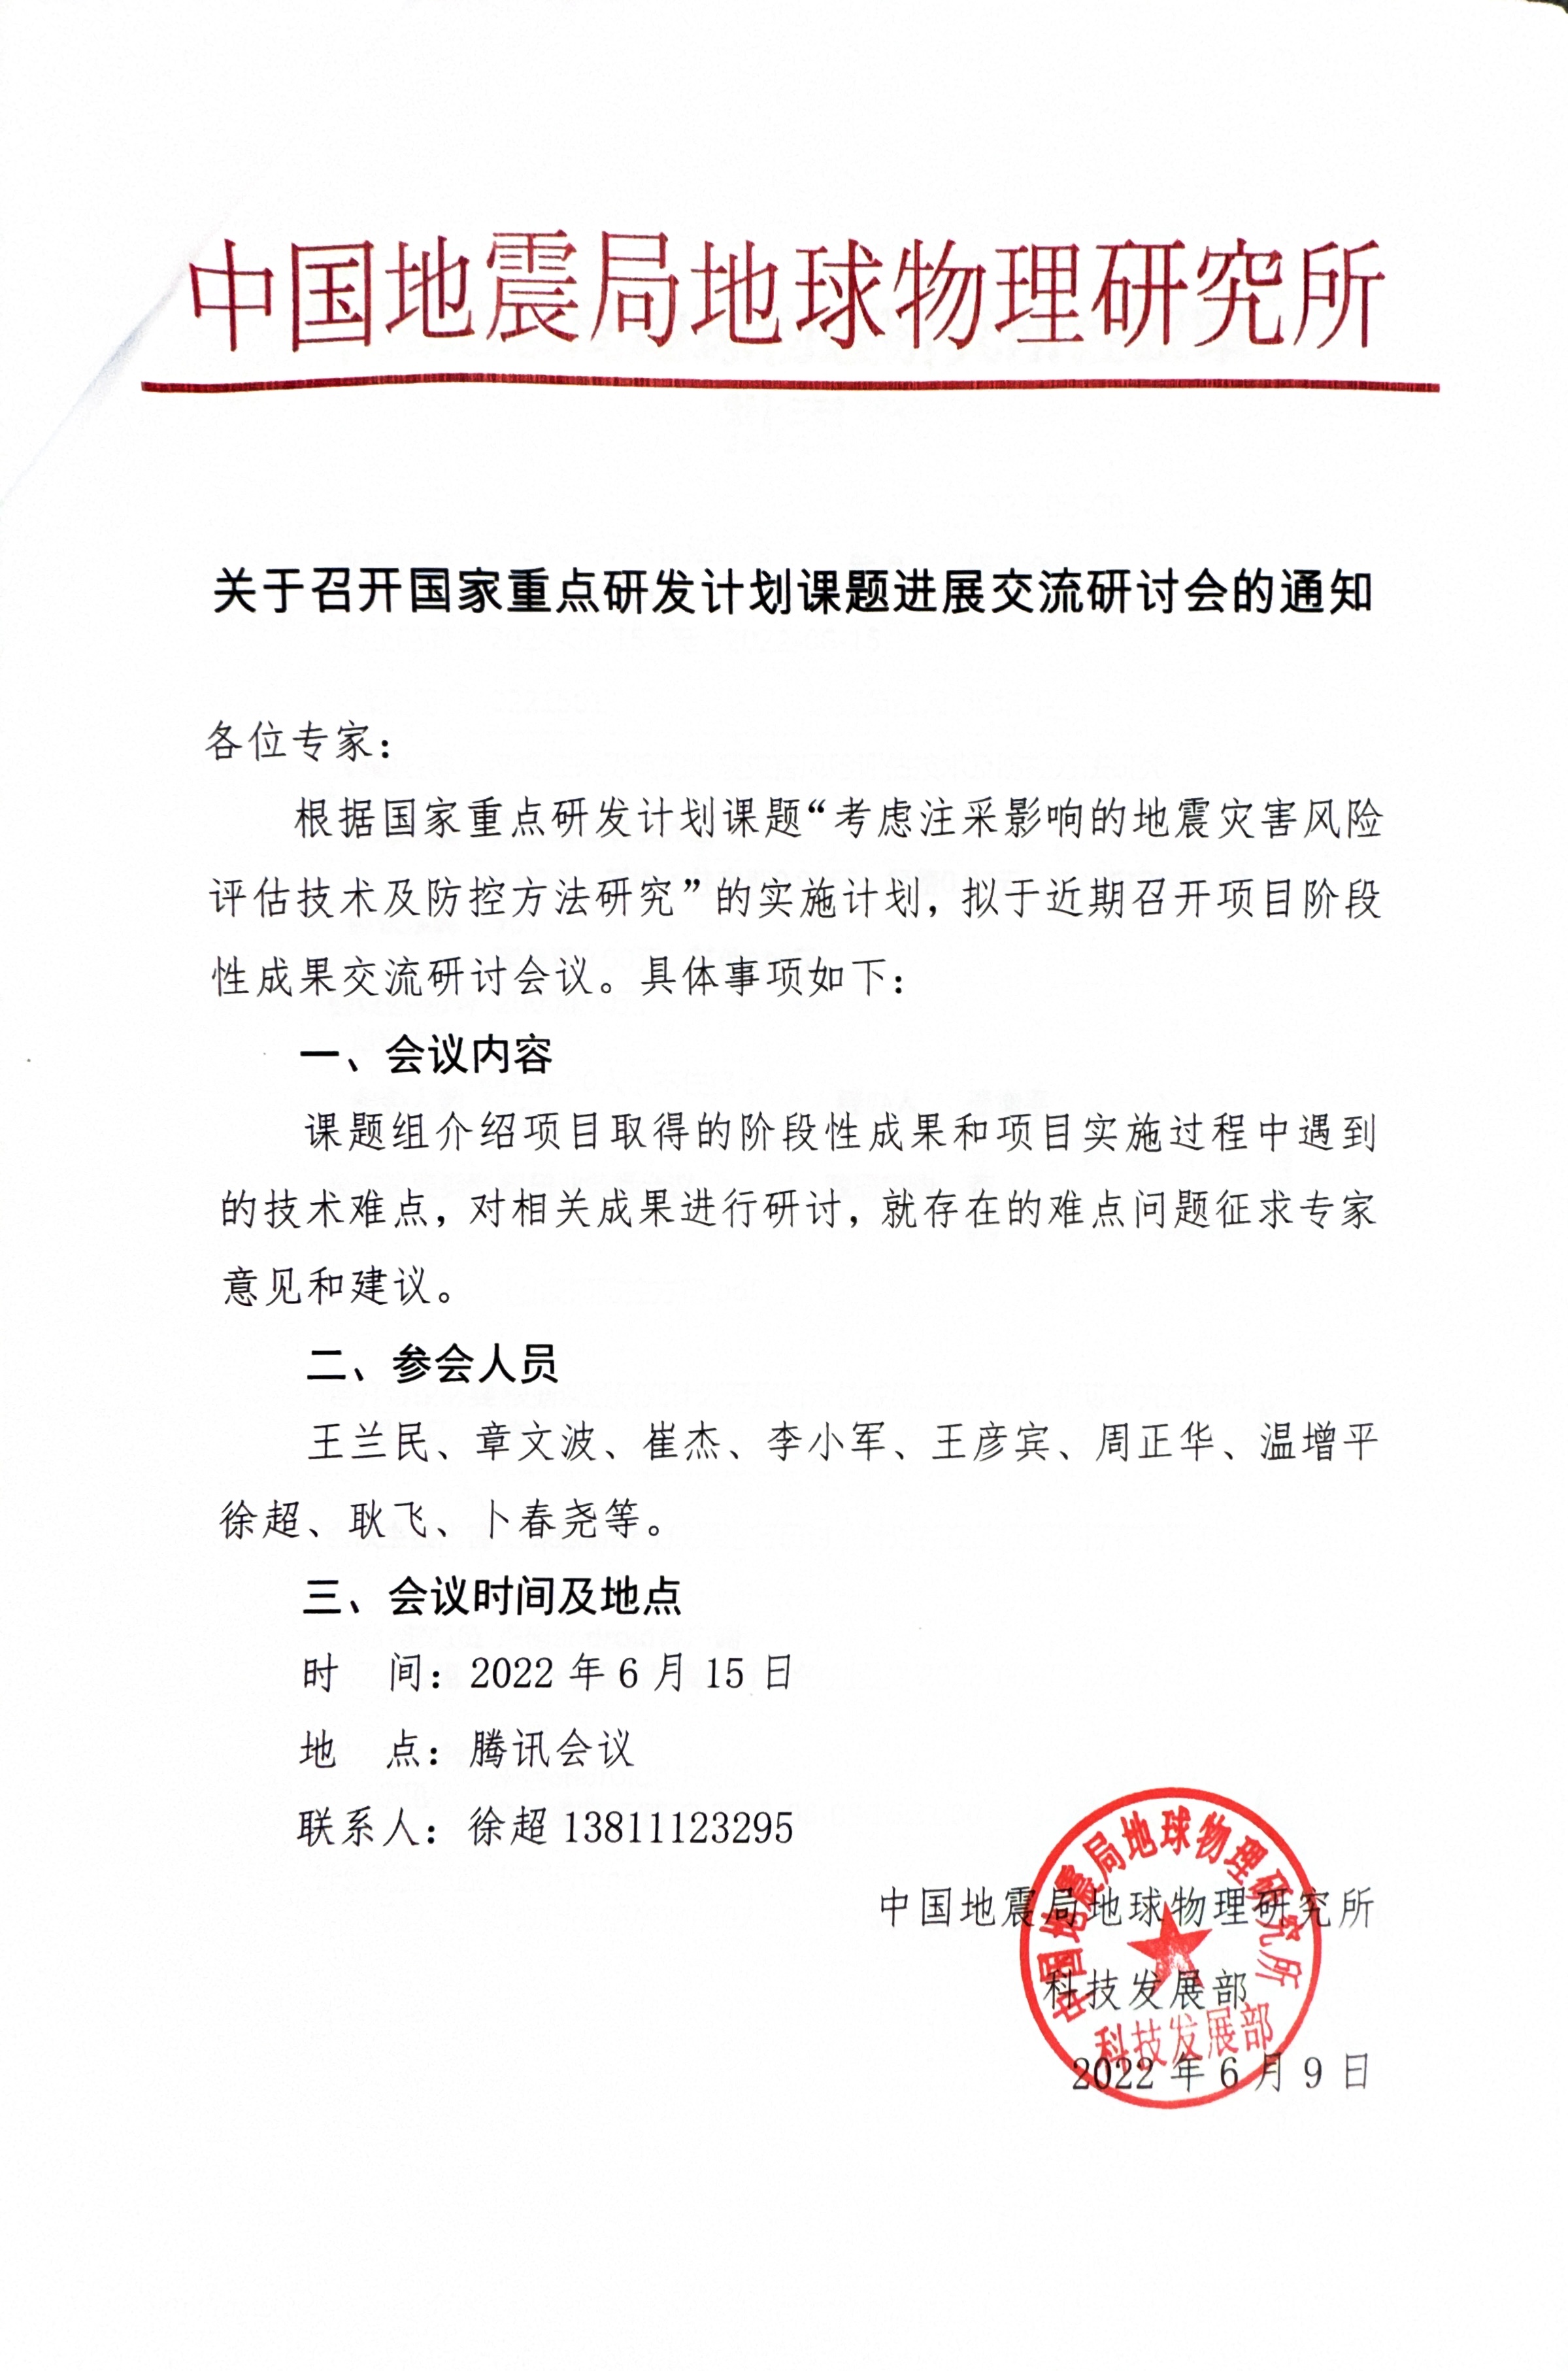 中国地震局地球物理研究所
关于召开国家重点研发计划课题进展交流研讨会的通知
各位专家：
根据国家重点研发计划课题“考虑注采影响的地震灾害风险
评估技术及防控方法研究”的实施计划，拟于近期召开项目阶段
性成果交流研讨会议。具体事项如下：
一、会议内容
课题组介绍项目取得的阶段性成果和项目实施过程中遇到
的技术难点，对相关成果进行研讨，就存在的难点问题征求专家
意见和建议。
二、参会人员
王兰民、章文波、崔杰、李小军、王彦宾、周正华、温增平
徐超、耿飞、卜春尧等。
三、会议时间及地点
时　间：2022 年 6 月 15 日
地　点：腾讯会议
联系人：徐超 13811123295
中国地震局地球物理研究所
科技发展部
2022 年 6 月 9 日
中国地震局地球物理研究所
科技发展部